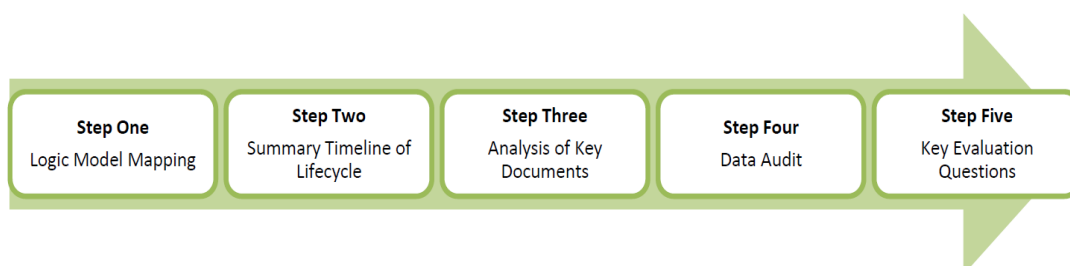 Step One
Logic Model Mapping
Step Two
Summary Timeline of
Lifecycle
Step Three
Analysis of Key
Documents
Step Four
Data Audit
Step Five
Key Evaluation
Questions